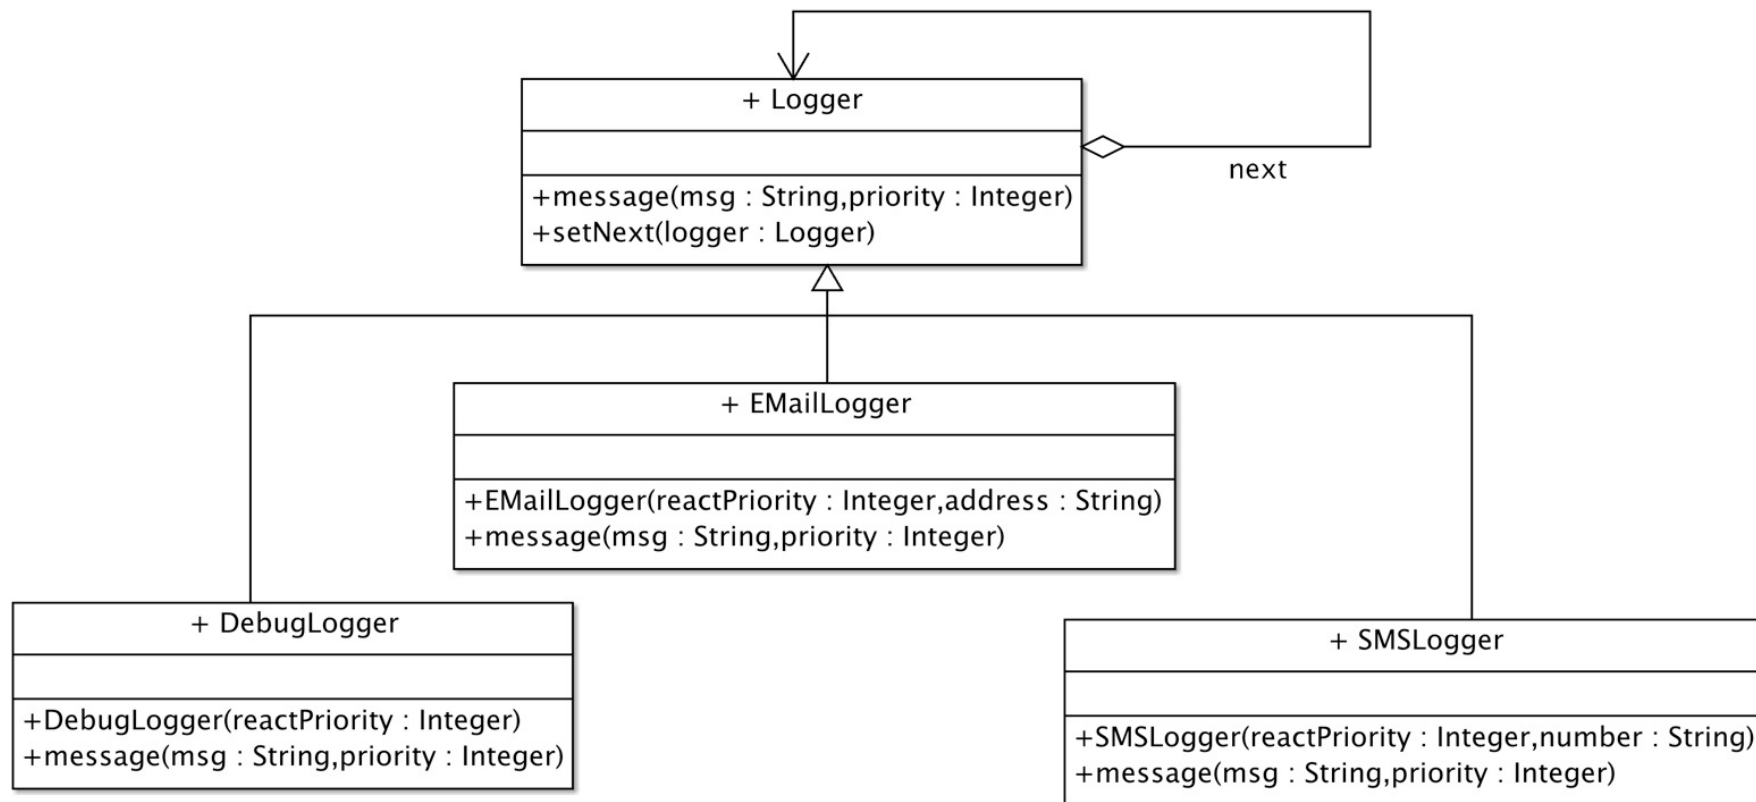 + Logger
next
+message(msg : String,priority : Integer)
+setNext(logger : Logger)
+ EMailLogger
+EMailLogger(reactPriority : Integer,address : String)
+message(msg : String,priority : Integer)
+ DebugLogger
+DebugLogger(reactPriority : Integer)
+message(msg : String,priority : Integer)
+ SMSLogger
+SMSLogger(reactPriority : Integer,number : String)
+message(msg : String,priority : Integer)